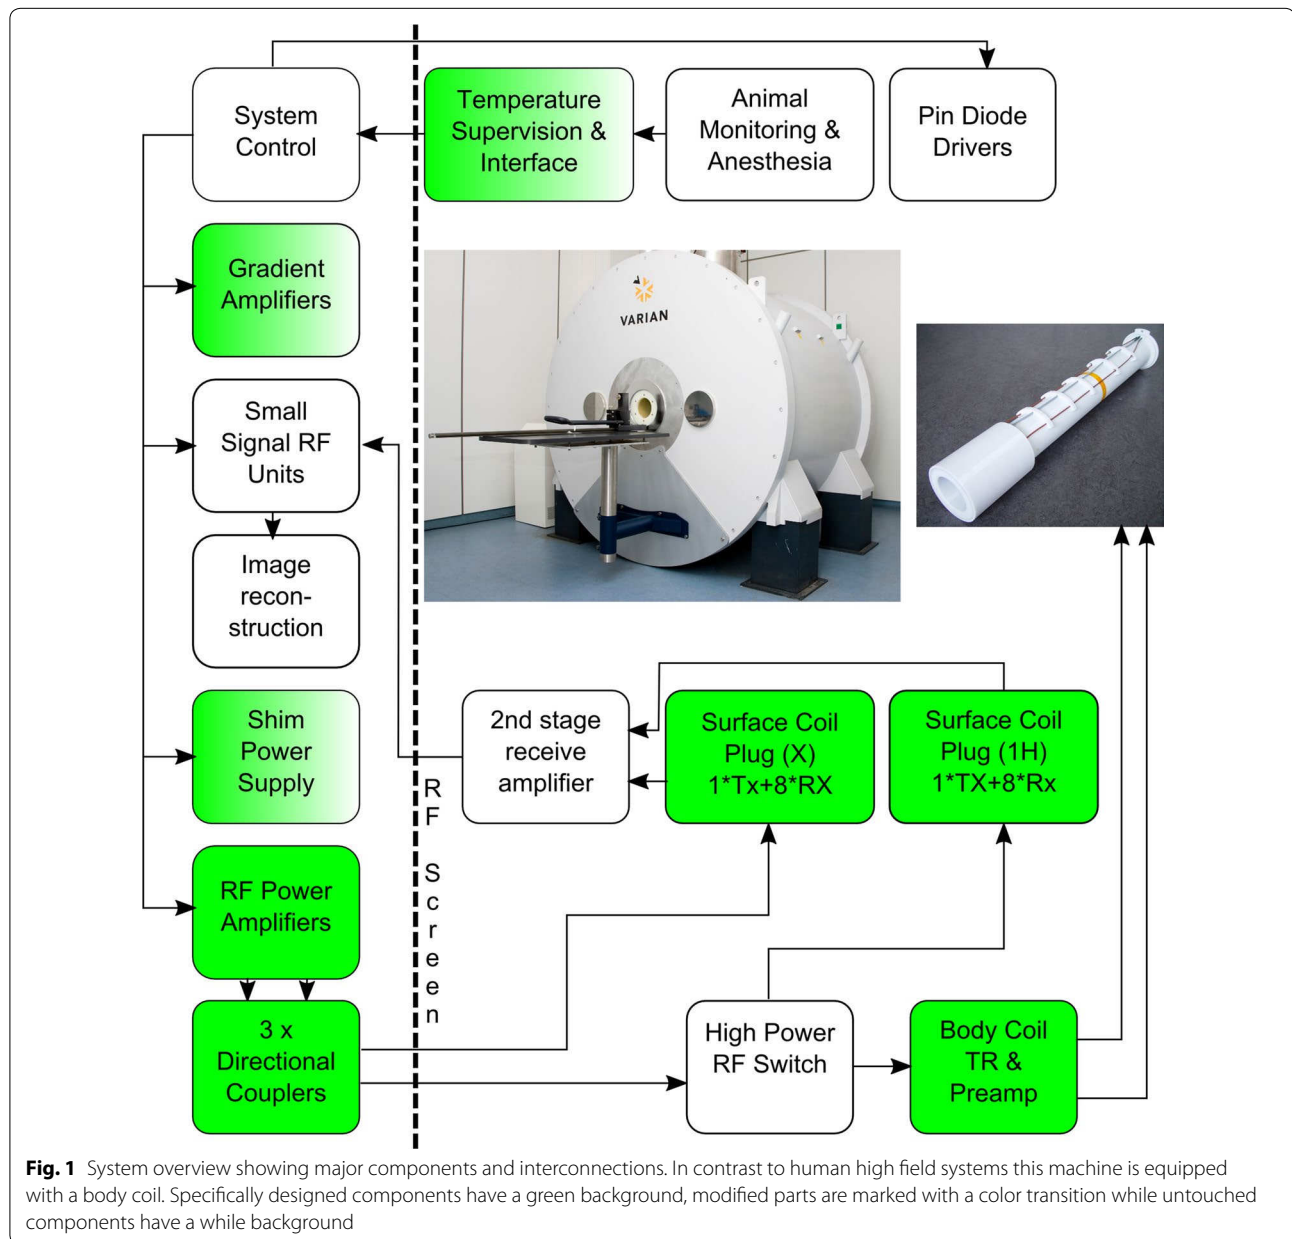 System
Control
Temperature
Supervision &
Interface
Animal
Monitoring &
Anesthesia
Pin Diode
Drivers
Gradient
Amplifiers
VARIAN
Small
Signal RF
Units
Image
recon-
struction
Shim
Power
Supply
2nd stage
receive
amplifier
Surface Coil
Plug (X)
1*Tx+8*RX
Surface Coil
Plug (1H)
1*TX+8*Rx
RF Screen
RF Power
Amplifiers
3 x
Directional
Couplers
High Power
RF Switch
Body Coil
TR &
Preamp
Fig. 1 System overview showing major components and interconnections. In contrast to human high field systems this machine is equipped
with a body coil. Specifically designed components have a green background, modified parts are marked with a color transition while untouched
components have a while background